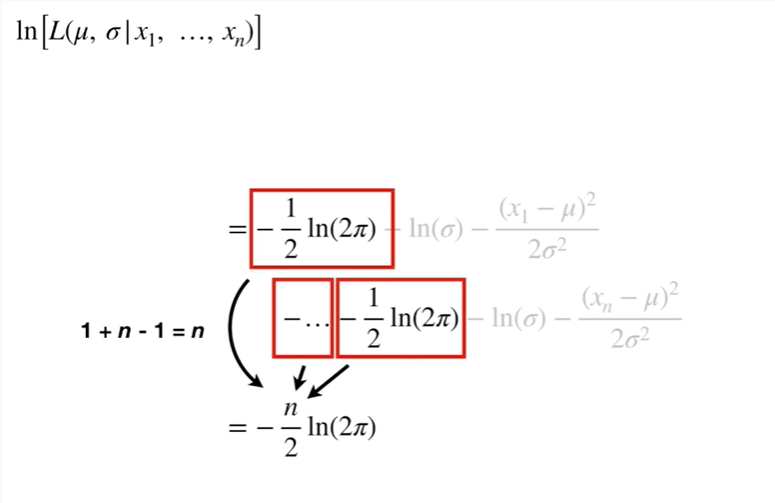 ln[L(μ, σ|x₁, …, xₙ)]
= − 1/2 ln(2π) − ln(σ) − (x₁ − μ)²/2σ²
− … − 1/2 ln(2π) − ln(σ) − (xₙ − μ)²/2σ²
1 + n - 1 = n
= − n/2 ln(2π)